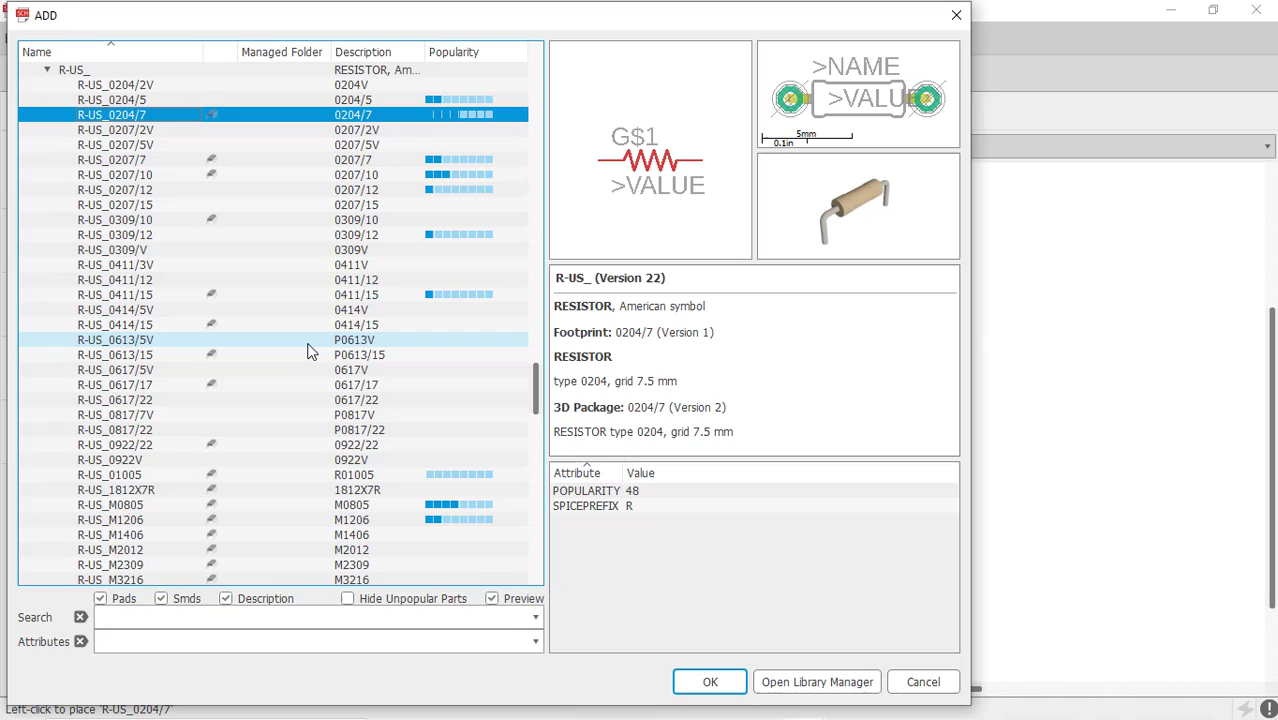 ADD
Name Managed Folder Description Popularity
R-US_ RESISTOR, Am...
R-US_0204/2V 0204V
R-US_0204/5 0204/5
R-US_0204/7 0204/7
R-US_0207/2V 0207/2V
R-US_0207/5V 0207/5V
R-US_0207/7 0207/7
R-US_0207/10 0207/10
R-US_0207/12 0207/12
R-US_0207/15 0207/15
R-US_0309/10 0309/10
R-US_0309/12 0309/12
R-US_0309/V 0309V
R-US_0411/3V 0411V
R-US_0411/12 0411/12
R-US_0411/15 0411/15
R-US_0414/5V 0414V
R-US_0414/15 0414/15
R-US_0613/5V P0613V
R-US_0613/15 P0613/15
R-US_0617/5V 0617V
R-US_0617/17 0617/17
R-US_0617/22 0617/22
R-US_0817/7V P0817V
R-US_0817/22 P0817/22
R-US_0922/22 0922/22
R-US_0922V 0922V
R-US_01005 R01005
R-US_1812X7R 1812X7R
R-US_M0805 M0805
R-US_M1206 M1206
R-US_M1406 M1406
R-US_M2012 M2012
R-US_M2309 M2309
R-US_M3216 M3216
Pads Smds Description Hide Unpopular Parts Preview
Search
Attributes
G$1
>VALUE
>NAME
>VALUE
5mm
0.1in
R-US_ (Version 22)
RESISTOR, American symbol
Footprint: 0204/7 (Version 1)
RESISTOR
type 0204, grid 7.5 mm
3D Package: 0204/7 (Version 2)
RESISTOR type 0204, grid 7.5 mm
Attribute Value
POPULARITY 48
SPICEPREFIX R
OK Open Library Manager Cancel
Left-click to place 'R-US_0204/7'